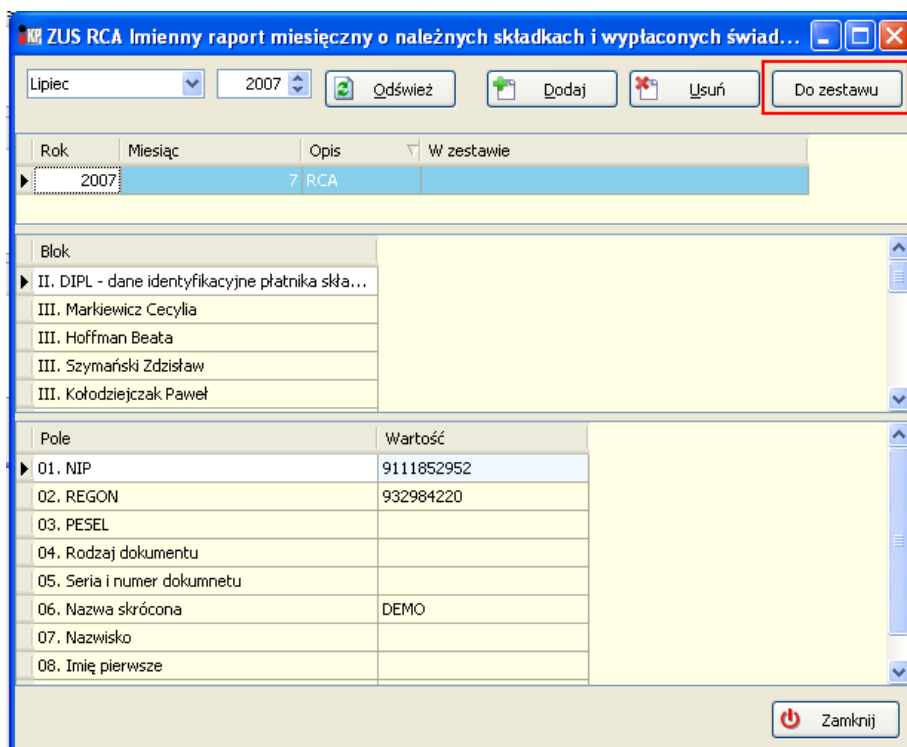 KP ZUS RCA Imienny raport miesięczny o należnych składkach i wypłaconych świad...
Lipiec 2007 Odśwież Dodaj Usuń Do zestawu
Rok Miesiąc Opis W zestawie
2007 7 RCA
Blok
II. DIPL - dane identyfikacyjne płatnika skła...
III. Markiewicz Cecylia
III. Hoffman Beata
III. Szymański Zdzisław
III. Kołodziejczak Paweł
Pole Wartość
01. NIP 9111852952
02. REGON 932984220
03. PESEL
04. Rodzaj dokumentu
05. Seria i numer dokumnetu
06. Nazwa skrócona DEMO
07. Nazwisko
08. Imię pierwsze
Zamknij